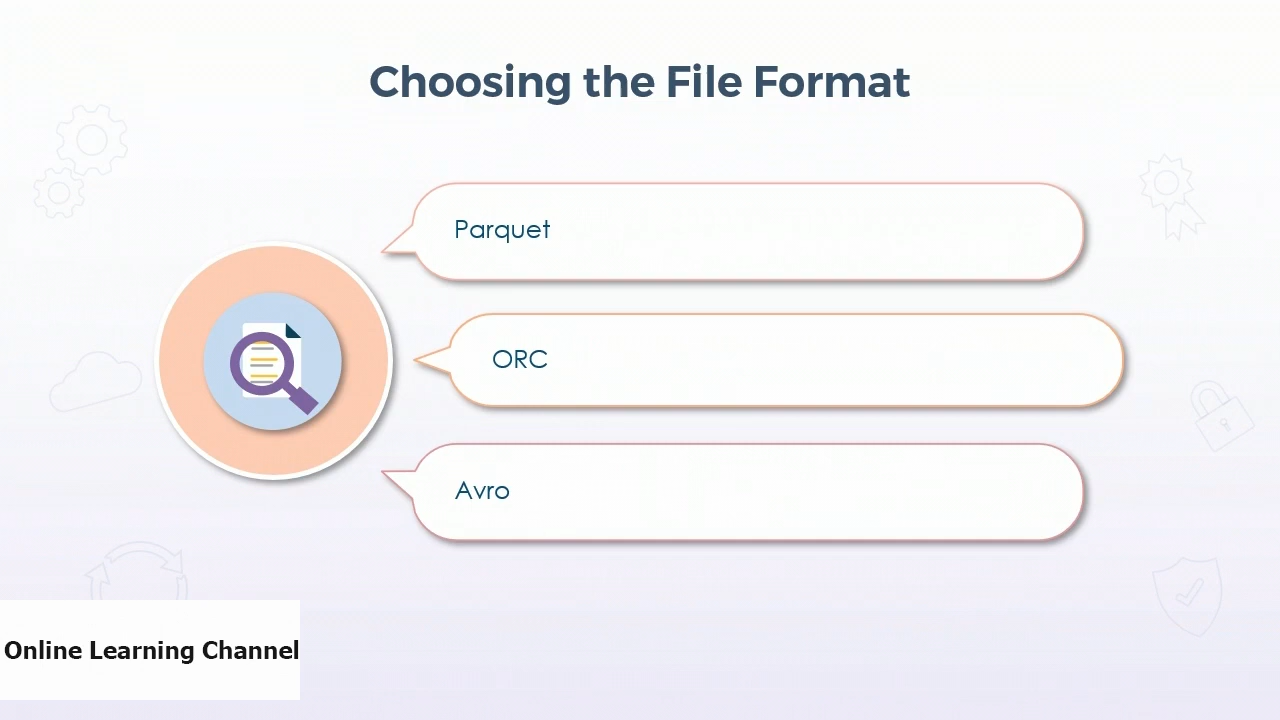 Choosing the File Format
Parquet
ORC
Avro
Online Learning Channel